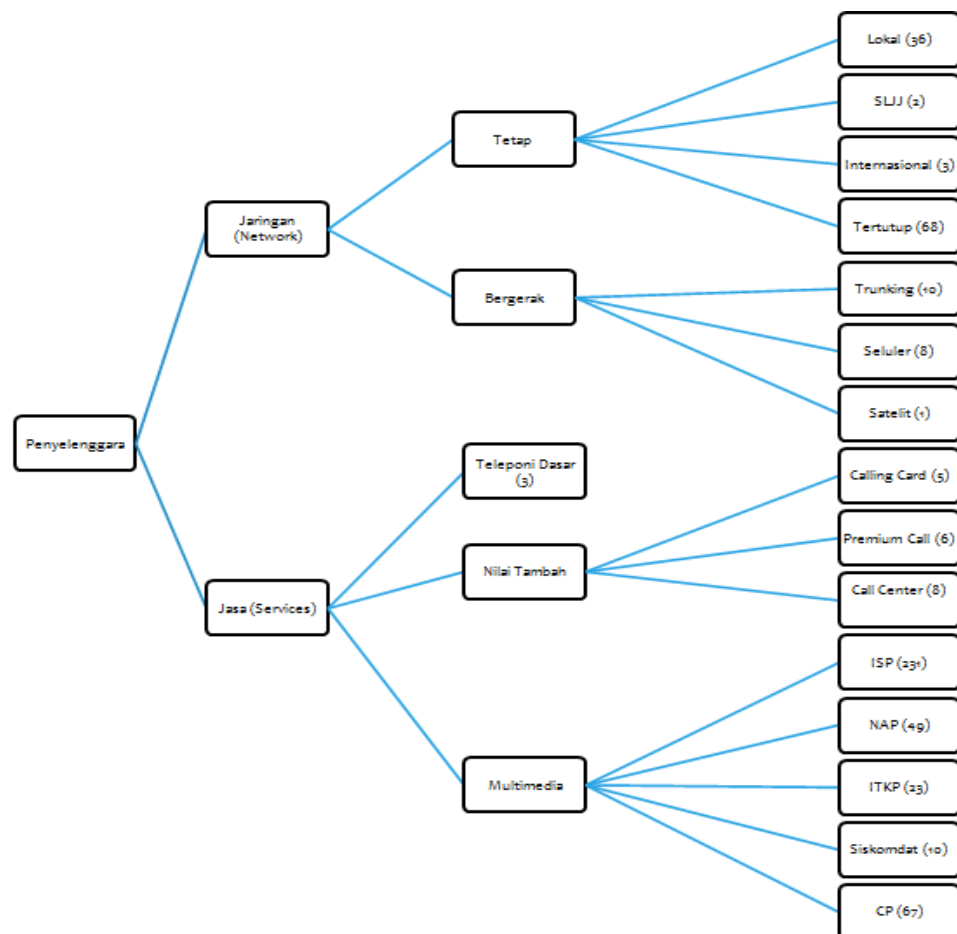 Lokal (36)
SLJJ (2)
Tetap
Internasional (3)
Jaringan
(Network)
Tertutup (68)
Trunking (10)
Bergerak
Seluler (8)
Satelit (1)
Penyelenggara
Teleponi Dasar
(3)
Calling Card (5)
Premium Call (6)
Nilai Tambah
Call Center (8)
Jasa (Services)
ISP (231)
NAP (49)
Multimedia
ITKP (23)
Siskomdat (10)
CP (67)